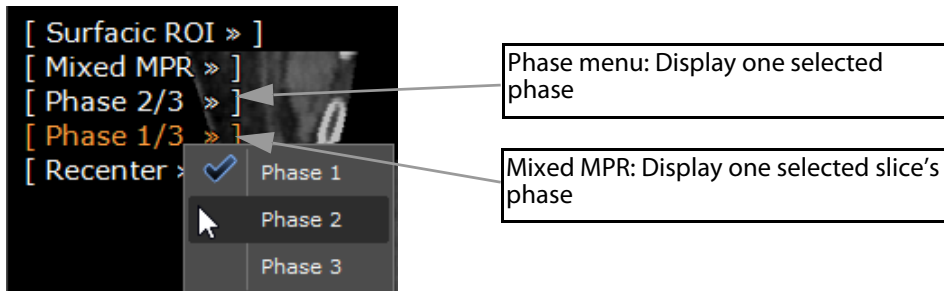 [ Surfacic ROI » ]
[ Mixed MPR » ]
[ Phase 2/3 » ]
[ Phase 1/3 » ]
[ Recenter »
Phase 1
Phase 2
Phase 3
Phase menu: Display one selected
phase
Mixed MPR: Display one selected slice's
phase